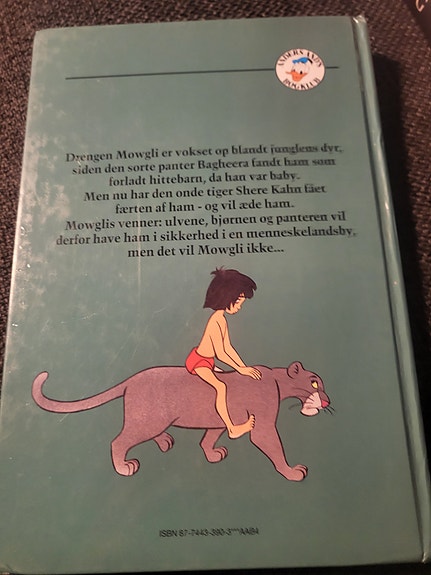 ANDERS AND'S
BOGKLUB
Drengen Mowgli er vokset op blandt junglens dyr,
siden den sorte panter Bagheera fandt ham som
forladt hittebarn, da han var baby.
Men nu har den onde tiger Shere Kahn fået
færten af ham - og vil æde ham.
Mowglis venner: ulvene, bjørnen og panteren vil
derfor have ham i sikkerhed i en menneskelandsby,
men det vil Mowgli ikke...
ISBN 87-7443-390-3***/AAB4